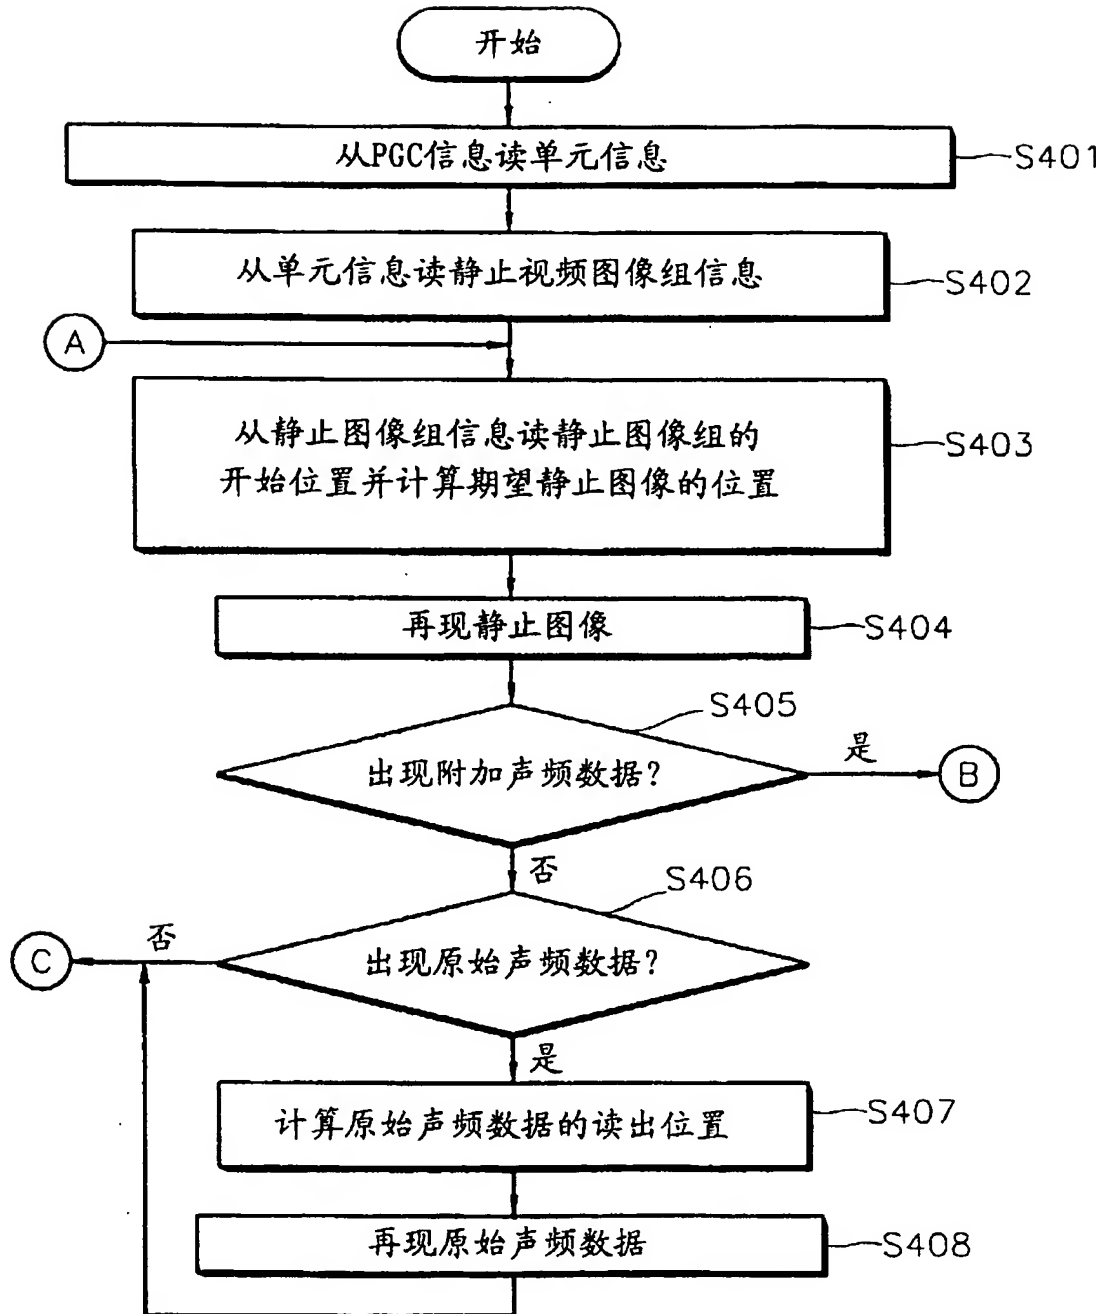 开始
从PGC信息读单元信息
S401
从单元信息读静止视频图像组信息
S402
A
从静止图像组信息读静止图像组的
开始位置并计算期望静止图像的位置
S403
再现静止图像
S404
S405
出现附加声频数据?
是
B
否
S406
出现原始声频数据?
否
C
是
计算原始声频数据的读出位置
S407
再现原始声频数据
S408